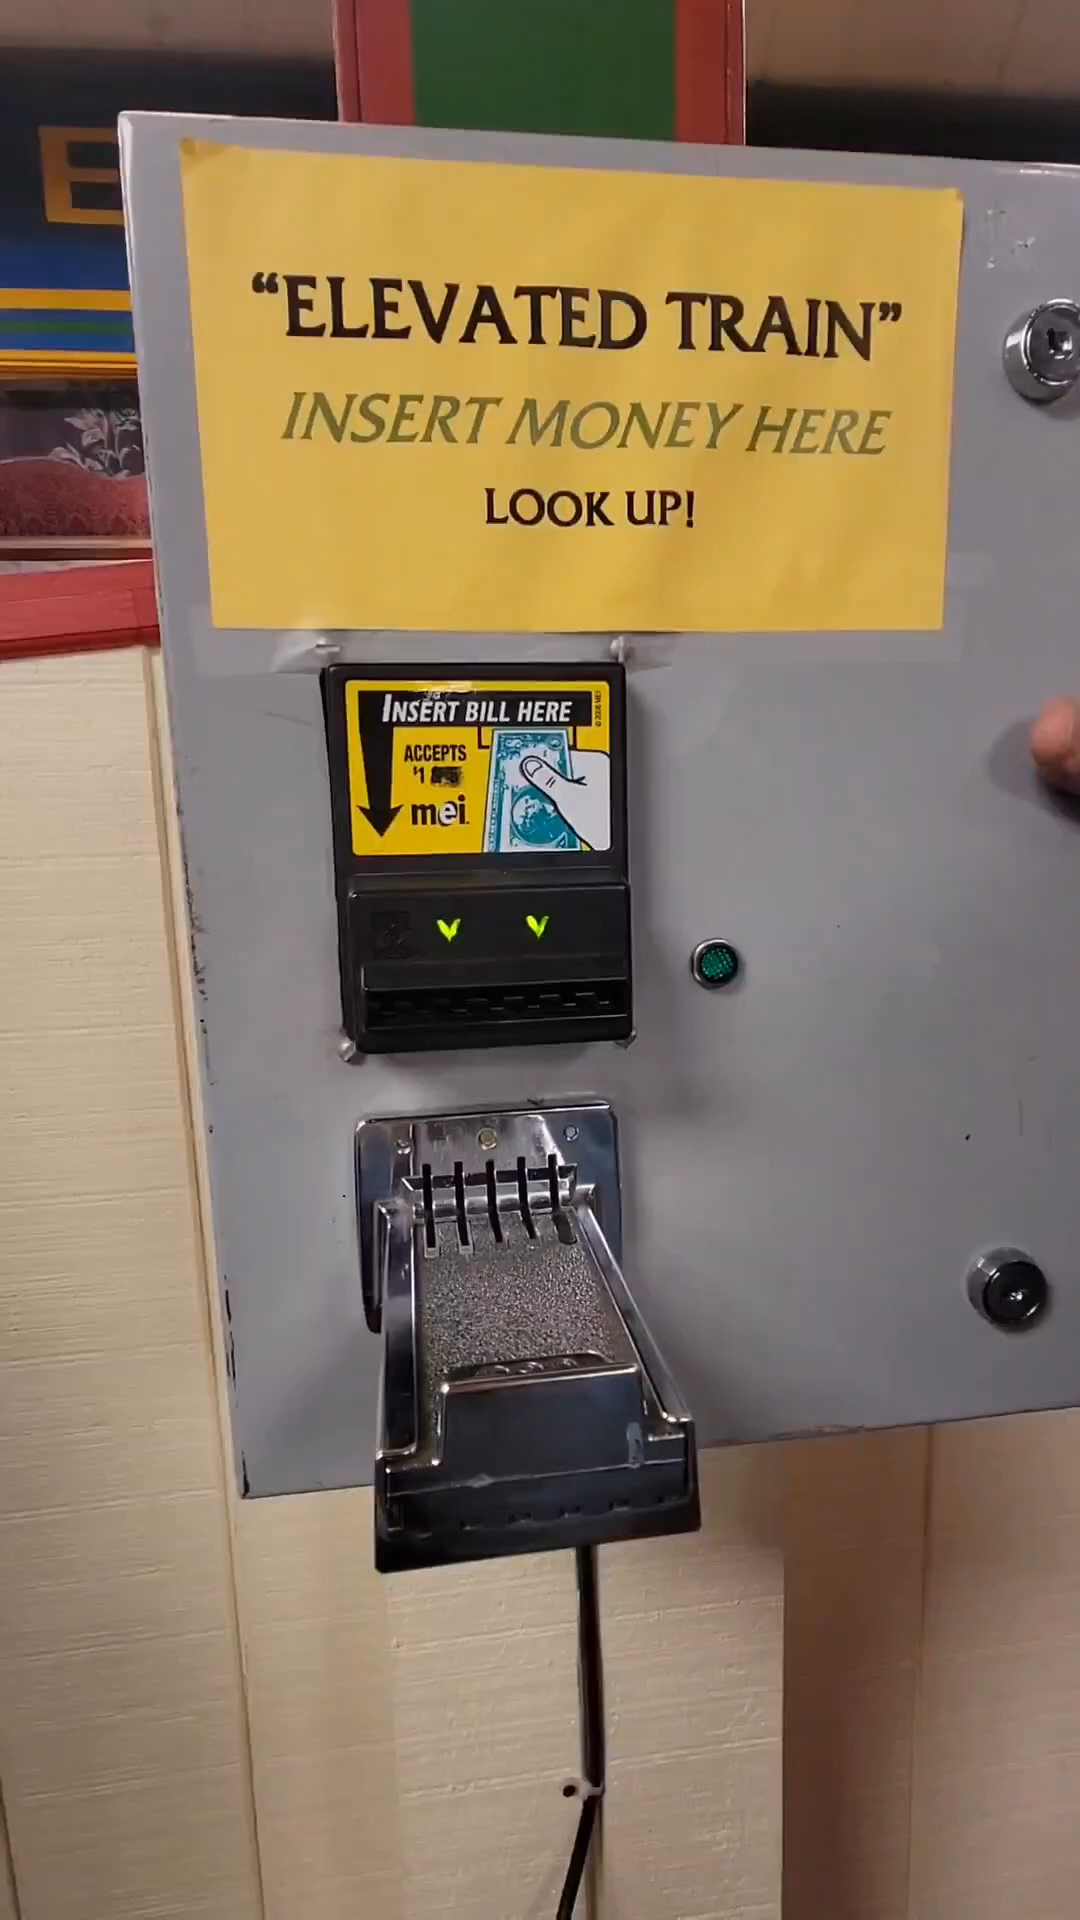 E
“ELEVATED TRAIN”
INSERT MONEY HERE
LOOK UP!
INSERT BILL HERE
ACCEPTS
$1
mei